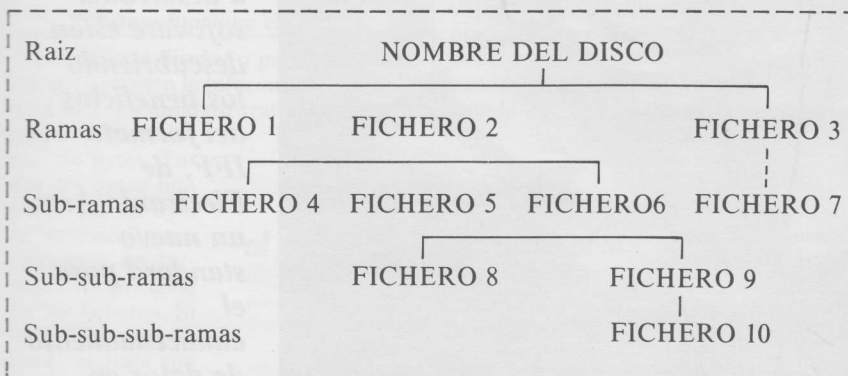 Raiz NOMBRE DEL DISCO
Ramas FICHERO 1 FICHERO 2 FICHERO 3
Sub-ramas FICHERO 4 FICHERO 5 FICHERO6 FICHERO 7
Sub-sub-ramas FICHERO 8 FICHERO 9
Sub-sub-sub-ramas FICHERO 10